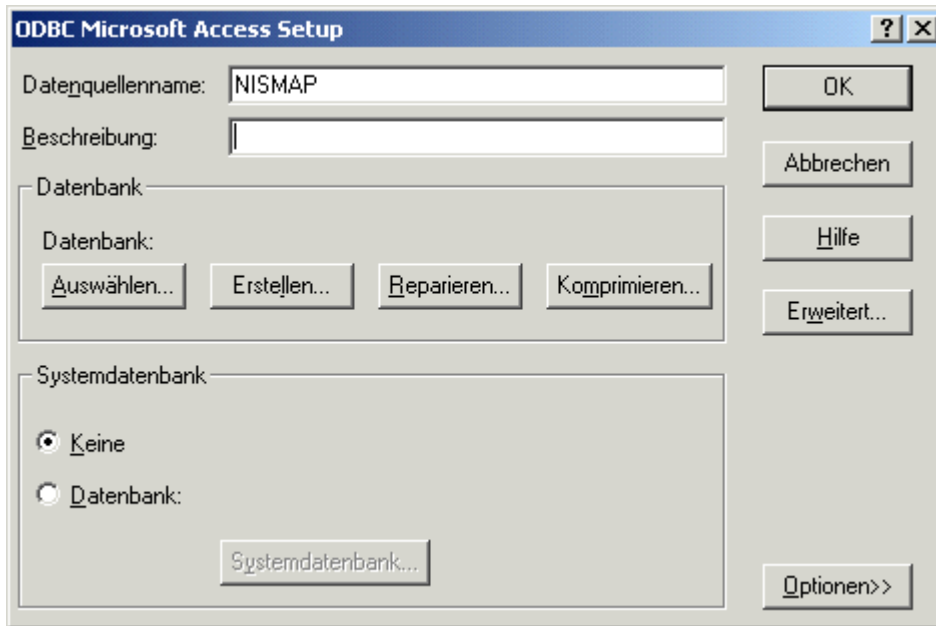 ODBC Microsoft Access Setup
Datenquellenname: NISMAP
OK
Beschreibung:
Abbrechen
Datenbank
Datenbank:
Hilfe
Auswählen... Erstellen... Reparieren... Komprimieren...
Erweitert...
Systemdatenbank
Keine
Datenbank:
Systemdatenbank...
Optionen>>